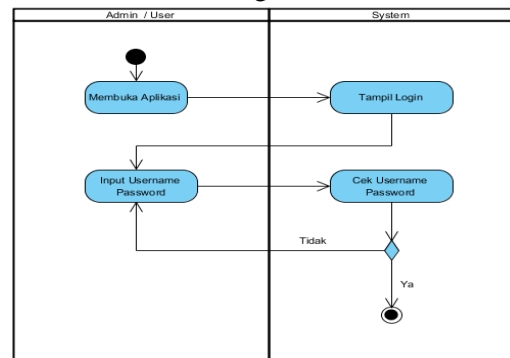 Admin / User
System
Membuka Aplikasi
Tampil Login
Input Username
Password
Cek Username
Password
Tidak
Ya